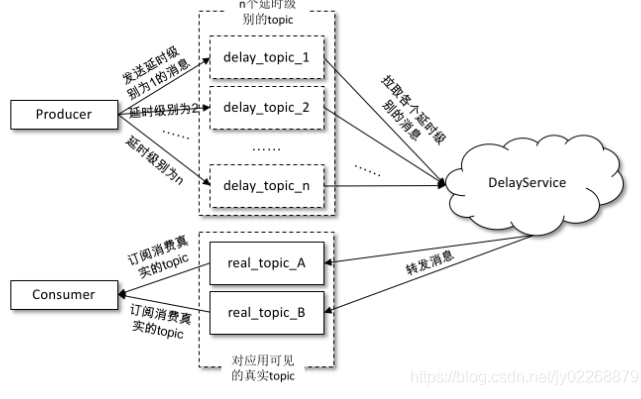 n个延时级
别的topic
delay_topic_1
发送延时级
别为1的消息
Producer
延时级别为2
delay_topic_2
......
......
延时级别为n
delay_topic_n
拉取各个延时级
别的消息
......
DelayService
订阅消费真
实的topic
real_topic_A
转发消息
Consumer
real_topic_B
订阅消费真
实的topic
对应用可见
的真实topic
https://blog.csdn.net/jy02268879